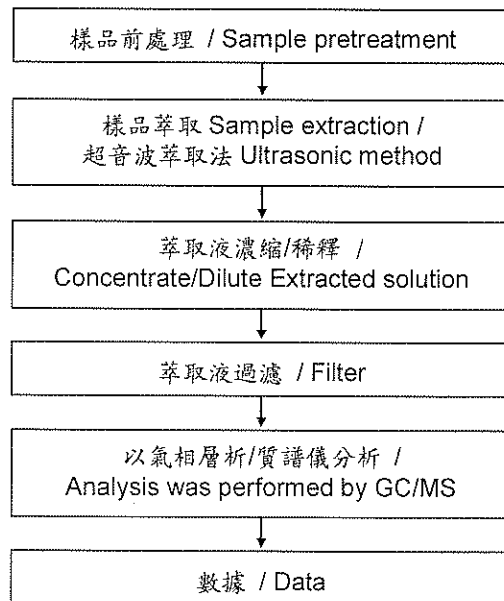 樣品前處理 / Sample pretreatment
樣品萃取 Sample extraction /
超音波萃取法 Ultrasonic method
萃取液濃縮/稀釋 /
Concentrate/Dilute Extracted solution
萃取液過濾 / Filter
以氣相層析/質譜儀分析 /
Analysis was performed by GC/MS
數據 / Data